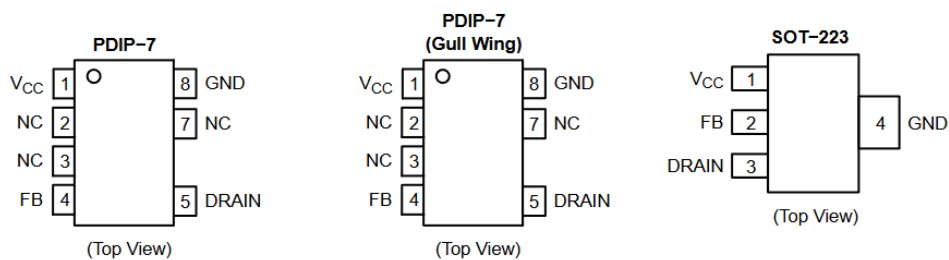 PDIP−7
VCC 1 8 GND
NC 2 7 NC
NC 3
FB 4 5 DRAIN
(Top View)
PDIP−7
(Gull Wing)
VCC 1 8 GND
NC 2 7 NC
NC 3
FB 4 5 DRAIN
(Top View)
SOT−223
VCC 1
FB 2 4 GND
DRAIN 3
(Top View)